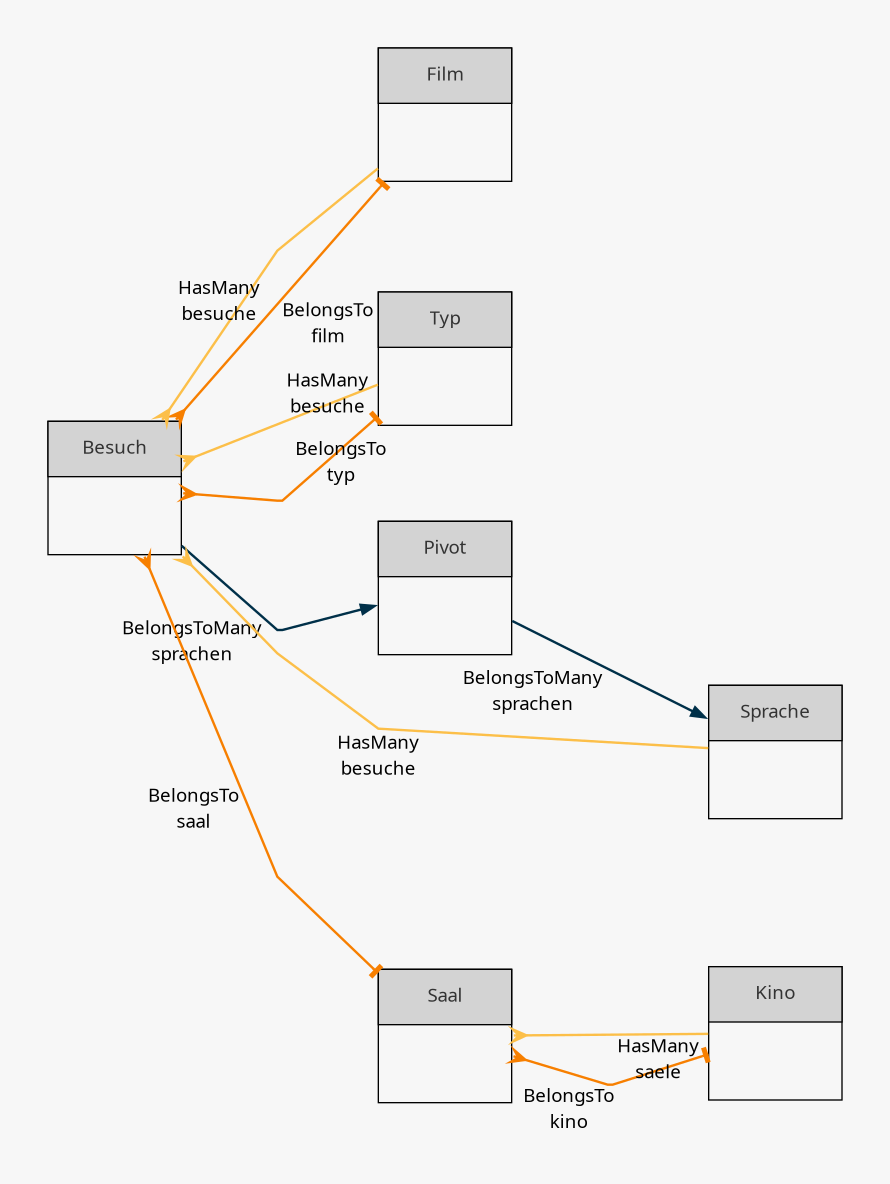 Film
HasMany
besuche
BelongsTo
film
Typ
HasMany
besuche
Besuch
BelongsTo
typ
Pivot
BelongsToMany
sprachen
BelongsToMany
sprachen
Sprache
HasMany
besuche
BelongsTo
saal
Saal
Kino
HasMany
saele
BelongsTo
kino